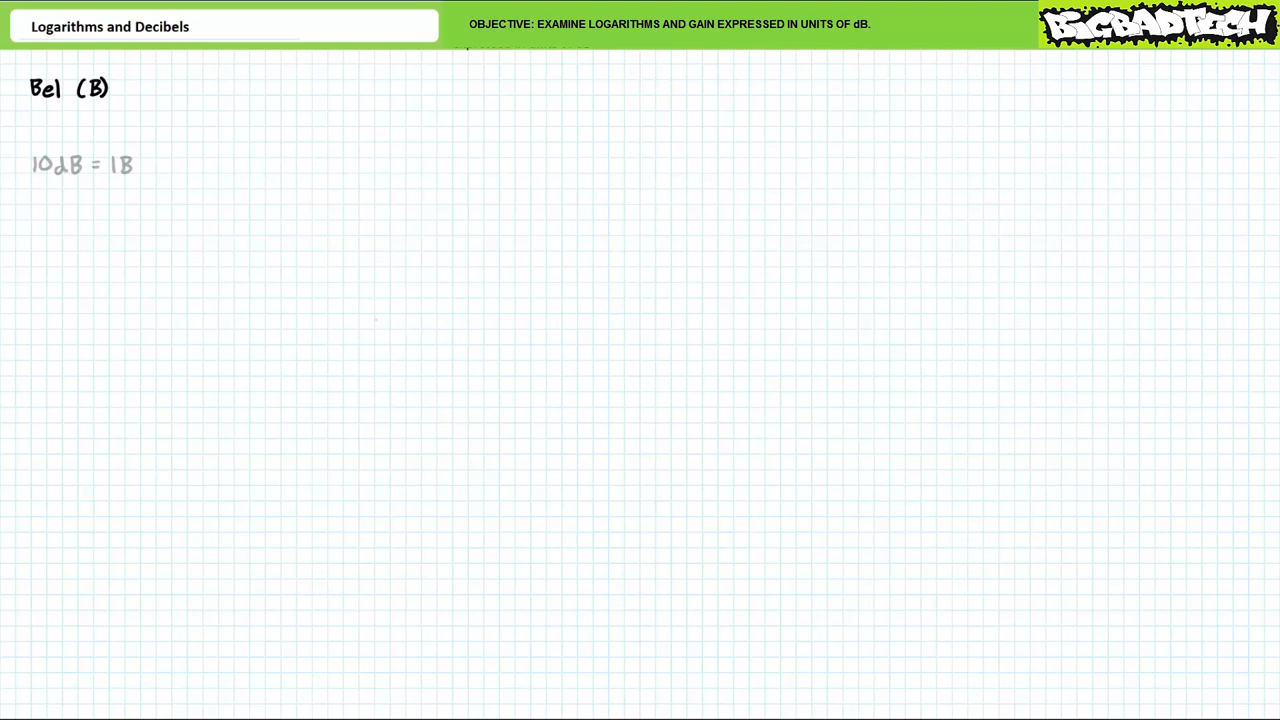 Logarithms and Decibels
OBJECTIVE: EXAMINE LOGARITHMS AND GAIN EXPRESSED IN UNITS OF dB.
BIGBADTECH
Bel (B)
10dB = 1B